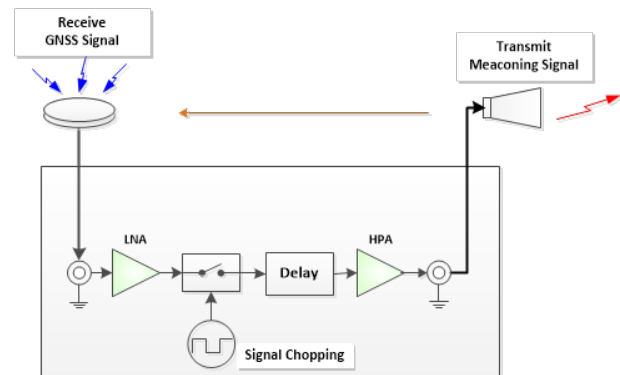 Receive
GNSS Signal
Transmit
Meaconing Signal
LNA
HPA
Delay
Signal Chopping